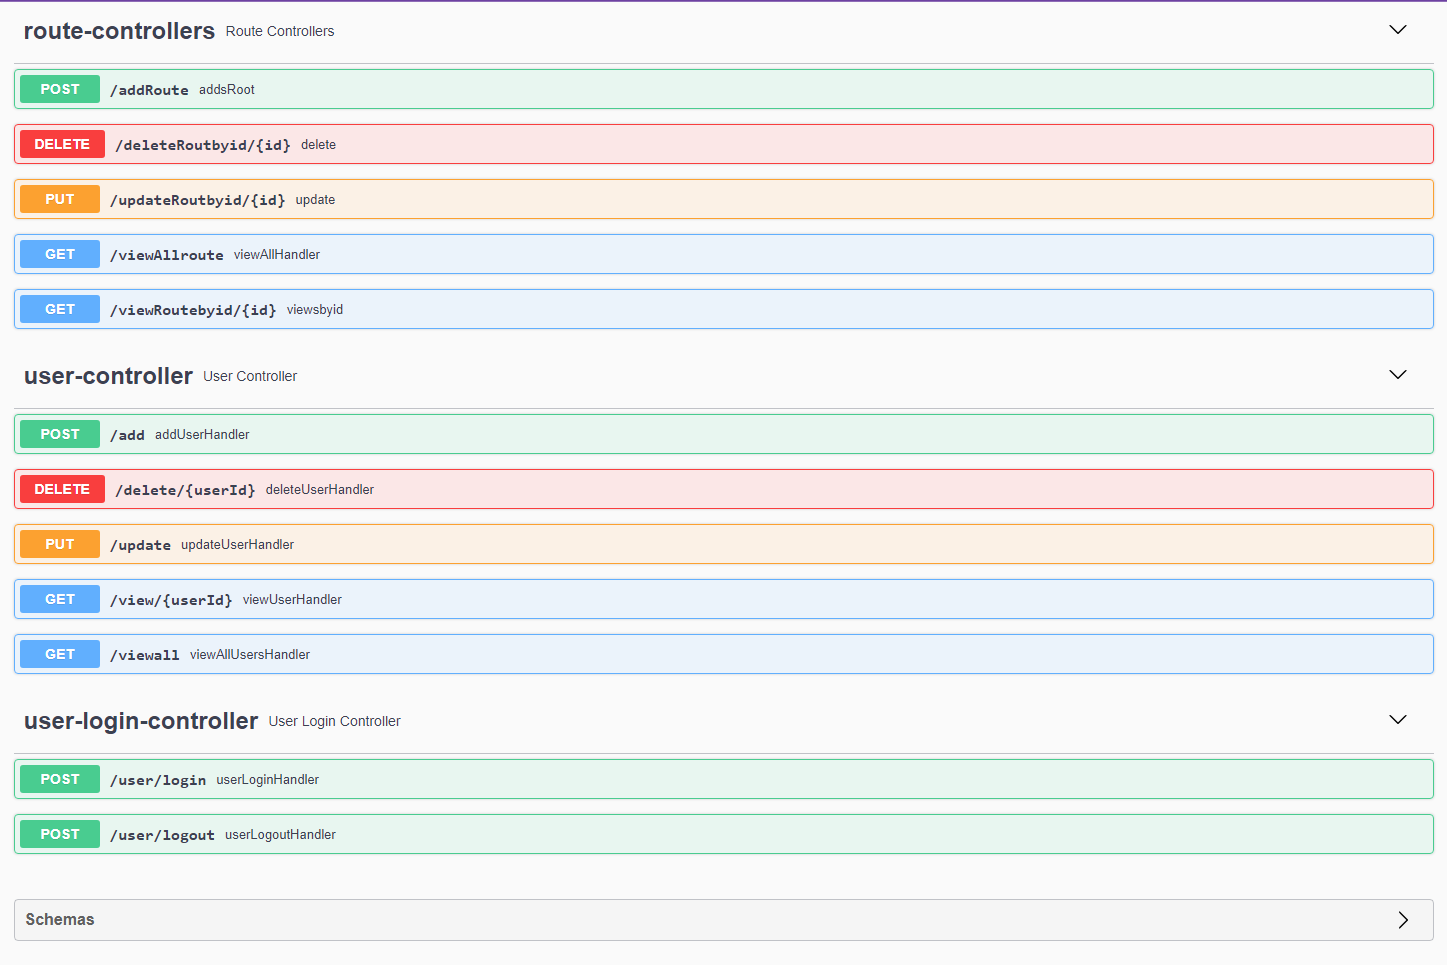 route-controllers Route Controllers
POST /addRoute addsRoot
DELETE /deleteRoutbyid/{id} delete
PUT /updateRoutbyid/{id} update
GET /viewAllroute viewAllHandler
GET /viewRoutebyid/{id} viewsbyid
user-controller User Controller
POST /add addUserHandler
DELETE /delete/{userId} deleteUserHandler
PUT /update updateUserHandler
GET /view/{userId} viewUserHandler
GET /viewall viewAllUsersHandler
user-login-controller User Login Controller
POST /user/login userLoginHandler
POST /user/logout userLogoutHandler
Schemas